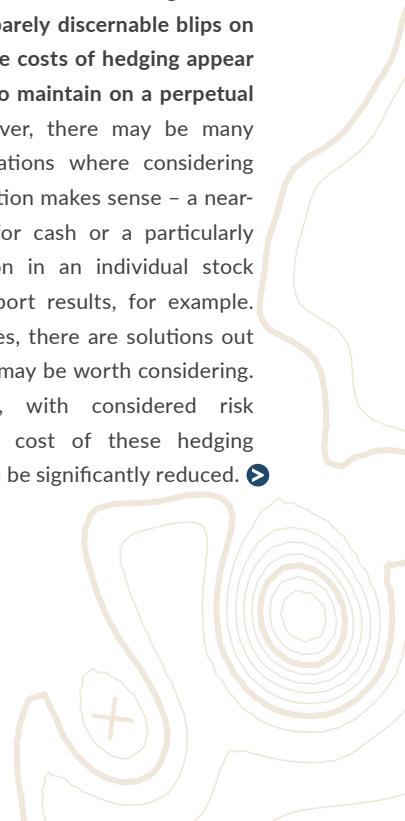 barely discernable blips on
e costs of hedging appear
o maintain on a perpetual
ver, there may be many
ations where considering
tion makes sense – a near-
for cash or a particularly
on in an individual stock
port results, for example.
es, there are solutions out
may be worth considering.
, with considered risk
cost of these hedging
be significantly reduced.